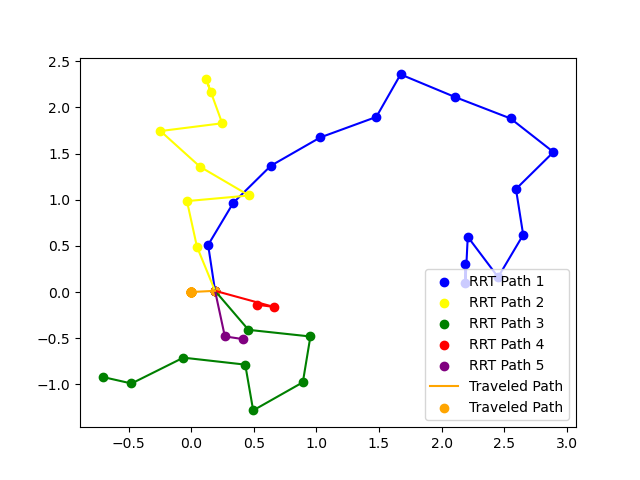 2.5
2.0
1.5
1.0
0.5
0.0
−0.5
−1.0
−0.5 0.0 0.5 1.0 1.5 2.0 2.5 3.0
RRT Path 1
RRT Path 2
RRT Path 3
RRT Path 4
RRT Path 5
Traveled Path
Traveled Path